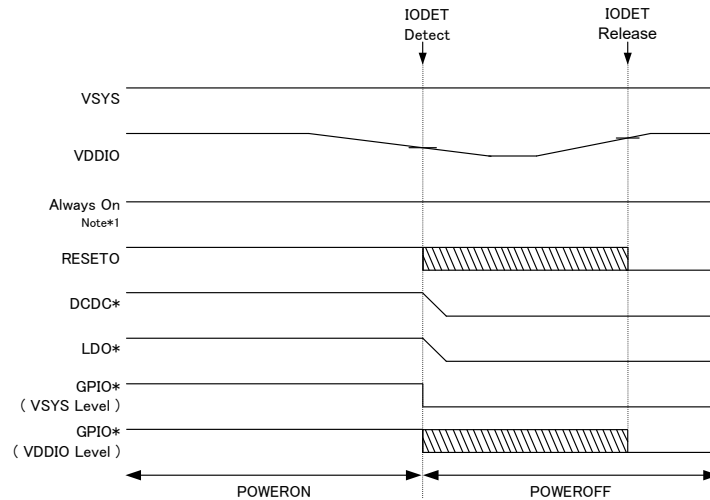 IODET
Detect
IODET
Release
VSYS
VDDIO
Always On
Note*1
RESETO
DCDC*
LDO*
GPIO*
( VSYS Level )
GPIO*
( VDDIO Level )
POWERON
POWEROFF